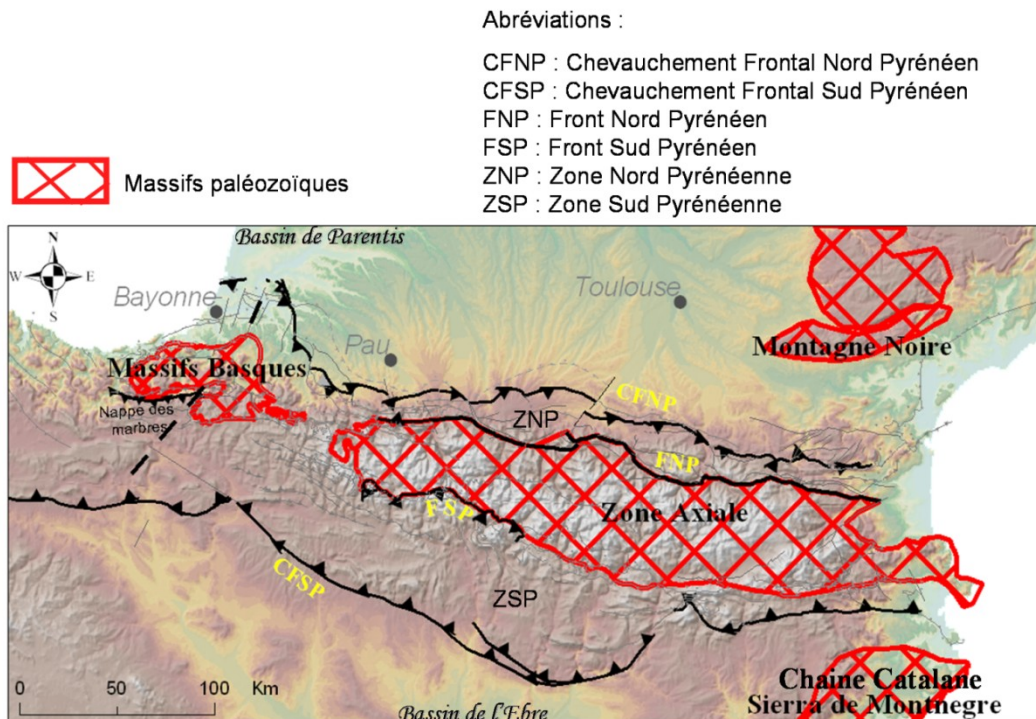 Abréviations :
CFNP : Chevauchement Frontal Nord Pyrénéen
CFSP : Chevauchement Frontal Sud Pyrénéen
FNP : Front Nord Pyrénéen
FSP : Front Sud Pyrénéen
ZNP : Zone Nord Pyrénéenne
ZSP : Zone Sud Pyrénéenne
Massifs paléozoïques
Bassin de Parentis
N
W E
S
Bayonne
Toulouse
Pau
Montagne Noire
Massifs Basques
Nappe des
marbres
ZNP
CFNP
FNP
FSP
Zone Axiale
CFSP
ZSP
0 50 100 Km
Chaine Catalane
Sierra de Montnegre
Bassin de l'Ebre